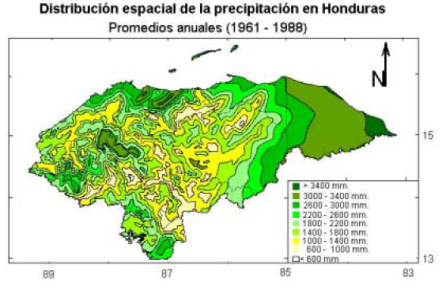 Distribución espacial de la precipitación en Honduras
Promedios anuales (1961 - 1988)
N
15
> 3400 mm.
3000 - 3400 mm.
2600 - 3000 mm.
2200 - 2600 mm.
1800 - 2200 mm.
1400 - 1800 mm.
1000 - 1400 mm.
600 - 1000 mm.
< 600 mm.
13
89 87 85 83